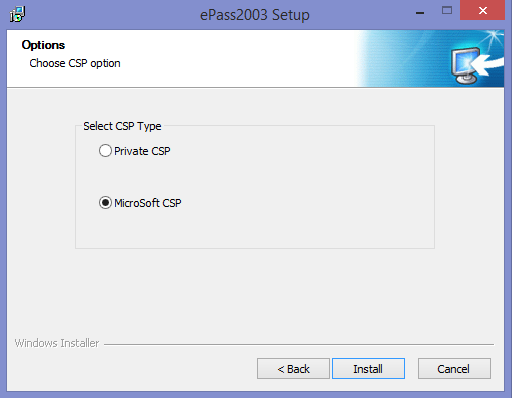 ePass2003 Setup
Options
Choose CSP option
Select CSP Type
Private CSP
MicroSoft CSP
Windows Installer
< Back
Install
Cancel